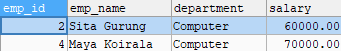 emp_id emp_name department salary
2 Sita Gurung Computer 60000.00
4 Maya Koirala Computer 70000.00